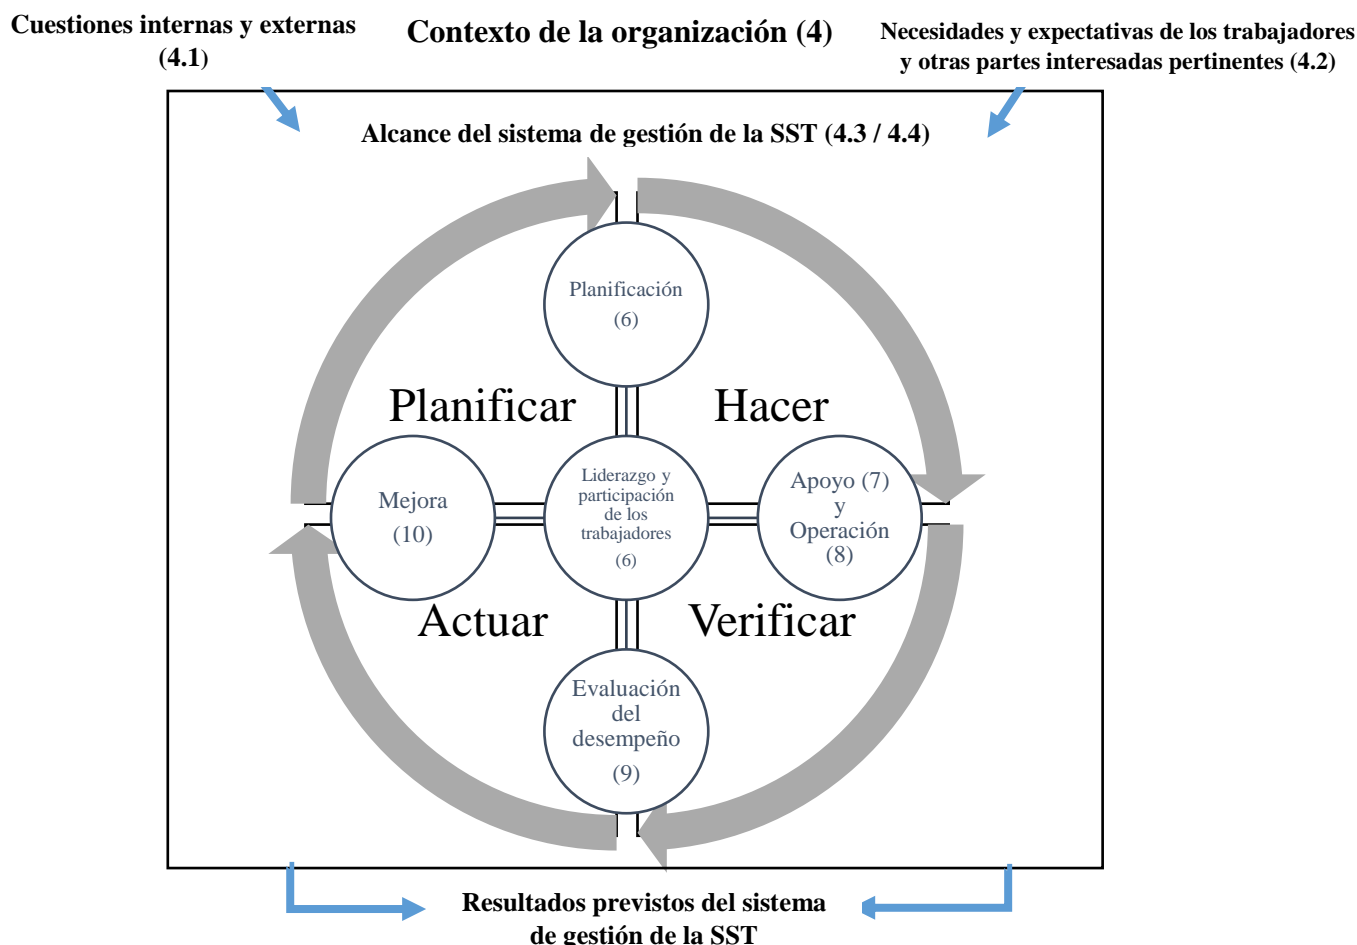 Cuestiones internas y externas
(4.1)
Contexto de la organización (4)
Necesidades y expectativas de los trabajadores
y otras partes interesadas pertinentes (4.2)
Alcance del sistema de gestión de la SST (4.3 / 4.4)
Planificación
(6)
Planificar
Hacer
Mejora
(10)
Liderazgo y
participación
de los
trabajadores
(6)
Apoyo (7)
y
Operación
(8)
Actuar
Verificar
Evaluación
del
desempeño
(9)
Resultados previstos del sistema
de gestión de la SST